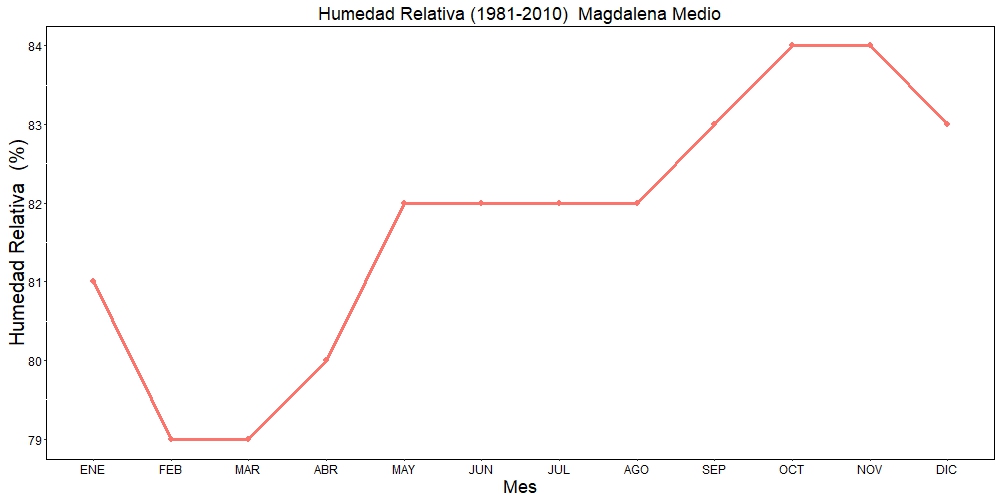 Humedad Relativa (1981-2010)  Magdalena Medio
Humedad Relativa  (%)
84
83
82
81
80
79
ENE FEB MAR ABR MAY JUN JUL AGO SEP OCT NOV DIC
Mes